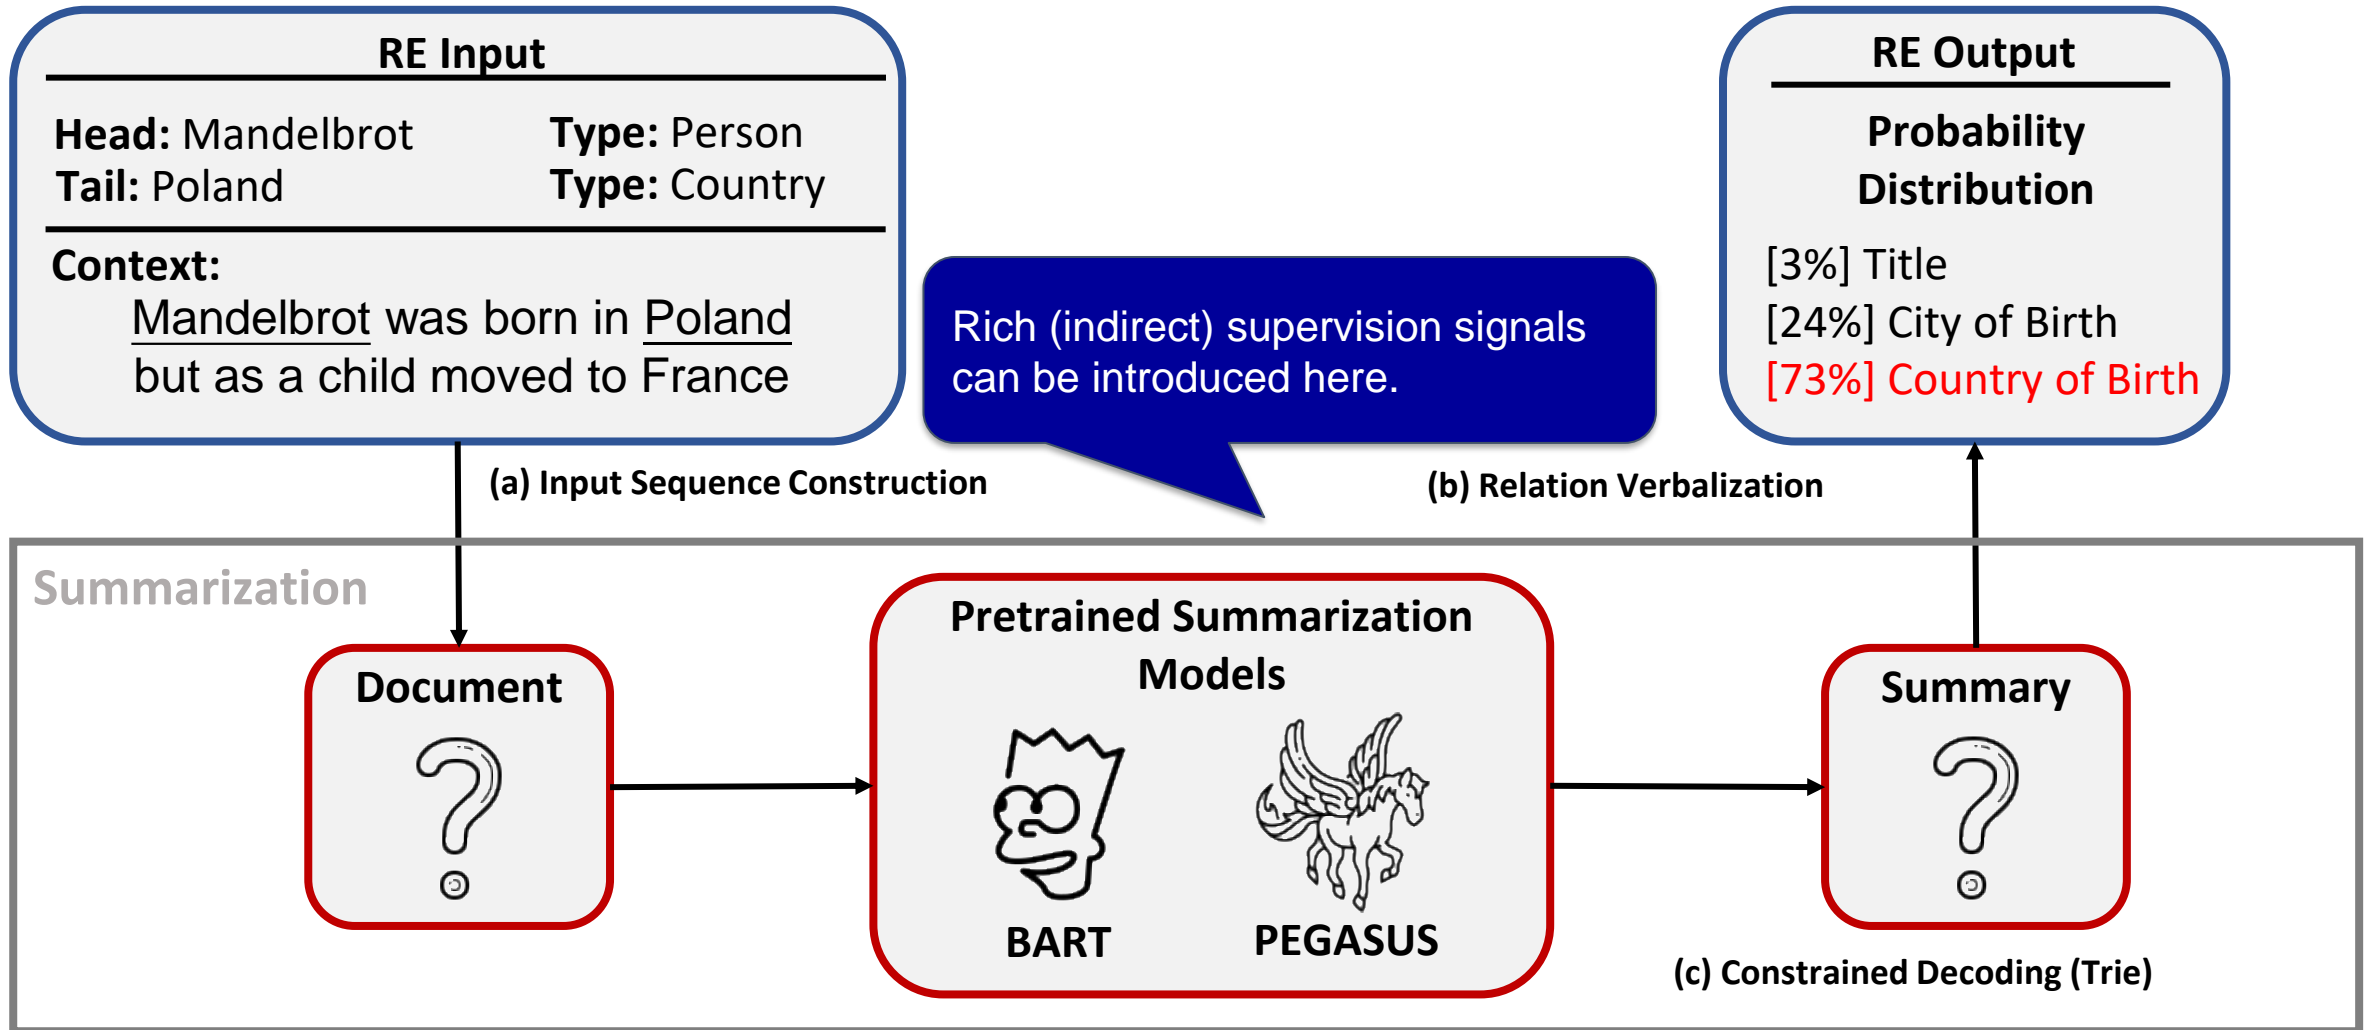 RE Input
Head: Mandelbrot Type: Person
Tail: Poland Type: Country
Context:
Mandelbrot was born in Poland
but as a child moved to France
Rich (indirect) supervision signals
can be introduced here.
RE Output
Probability
Distribution
[3%] Title
[24%] City of Birth
[73%] Country of Birth
(a) Input Sequence Construction
(b) Relation Verbalization
Summarization
Document
Pretrained Summarization
Models
BART
PEGASUS
Summary
(c) Constrained Decoding (Trie)